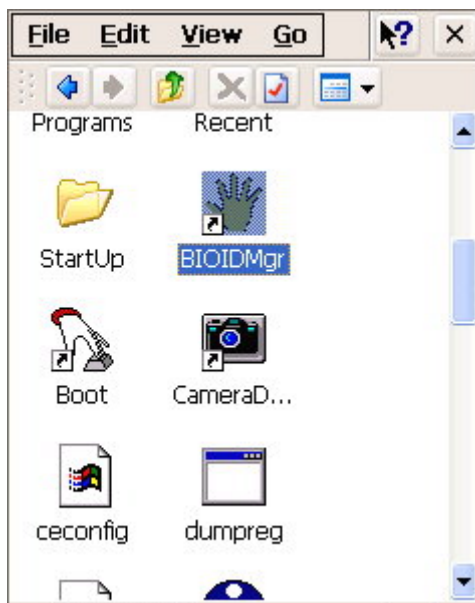 File Edit View Go ?
Programs Recent
StartUp BIOIDMgr
Boot CameraD...
ceconfig dumpreg